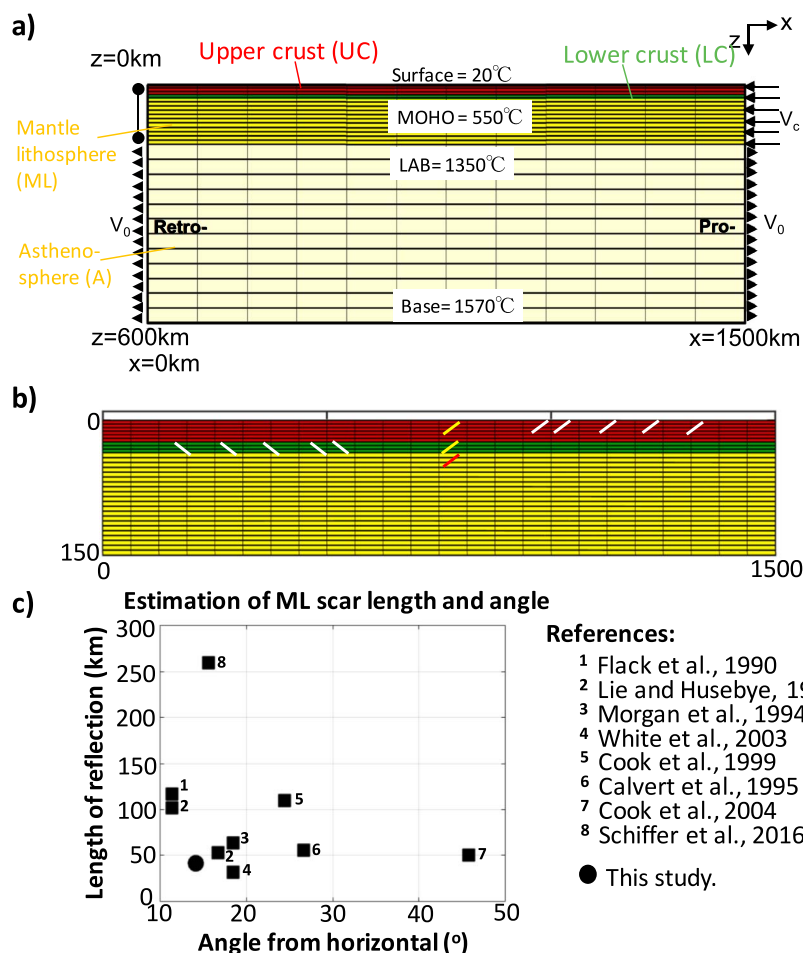 a)
x
z
Upper crust (UC)
Lower crust (LC)
z=0km
Surface = 20℃
MOHO = 550℃
Mantle
lithosphere
(ML)
Vc
LAB = 1350℃
V0
Retro-
Pro-
V0
Astheno-
sphere (A)
Base= 1570℃
z=600km
x=0km
x=1500km
b)
0
150
0
1500
c)
Estimation of ML scar length and angle
Length of reflection (km)
300
250
200
150
100
50
0
8
1
2
5
3
2
4
6
7
10
20
30
40
50
Angle from horizontal (o)
References:
1 Flack et al., 1990
2 Lie and Husebye, 19
3 Morgan et al., 1994
4 White et al., 2003
5 Cook et al., 1999
6 Calvert et al., 1995
7 Cook et al., 2004
8 Schiffer et al., 2016
This study.